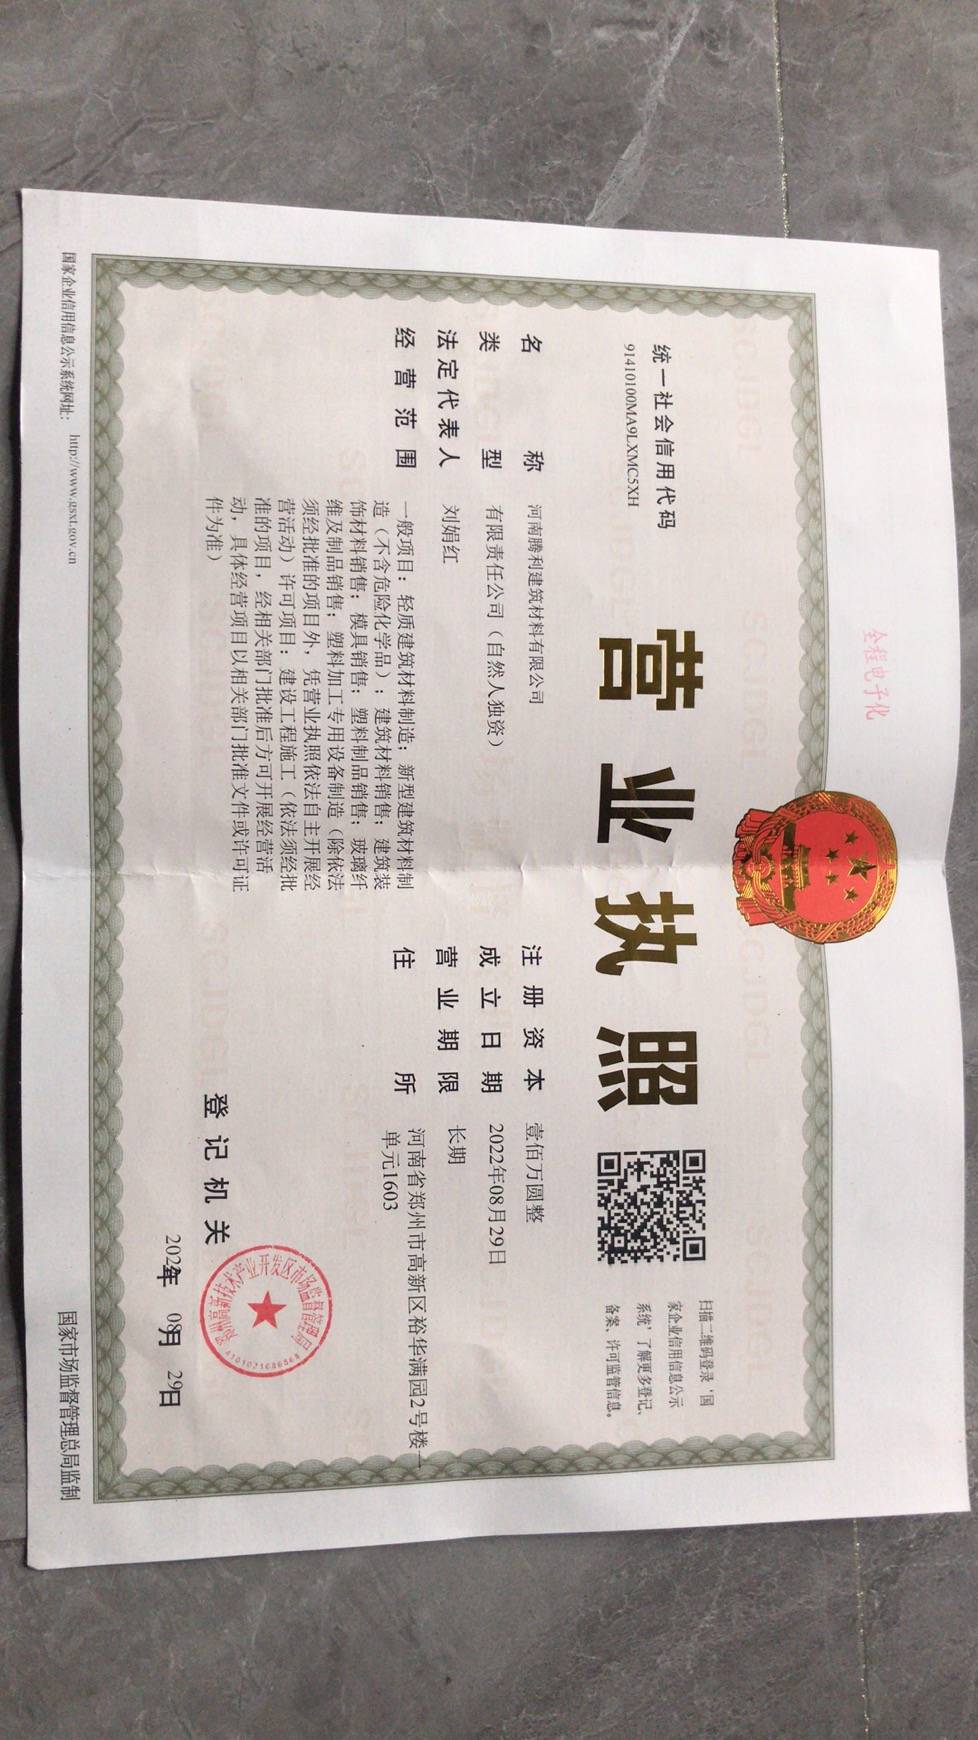 全程电子化
营业执照
统一社会信用代码
91410100MA9LXMC5XH
扫描二维码登录‘国
家企业信用信息公示
系统’了解更多登记、
备案、许可监管信息。
名称 河南腾利建筑材料有限公司
类型 有限责任公司（自然人独资）
法定代表人 刘娟红
经营范围 一般项目：轻质建筑材料制造；新型建筑材料制
造（不含危险化学品）；建筑材料销售；建筑装
饰材料销售；模具销售；塑料制品销售；玻璃纤
维及制品销售；塑料加工专用设备制造（除依法
须经批准的项目外，凭营业执照依法自主开展经
营活动）许可项目：建设工程施工（依法须经批
准的项目，经相关部门批准后方可开展经营活
动，具体经营项目以相关部门批准文件或许可证
件为准）
注册资本 壹佰万圆整
成立日期 2022年08月29日
营业期限 长期
住所 河南省郑州市高新区裕华满园2号楼一
单元1603
登记机关
2022年 08月 29日
国家企业信用信息公示系统网址： http://www.gsxt.gov.cn
国家市场监督管理总局监制